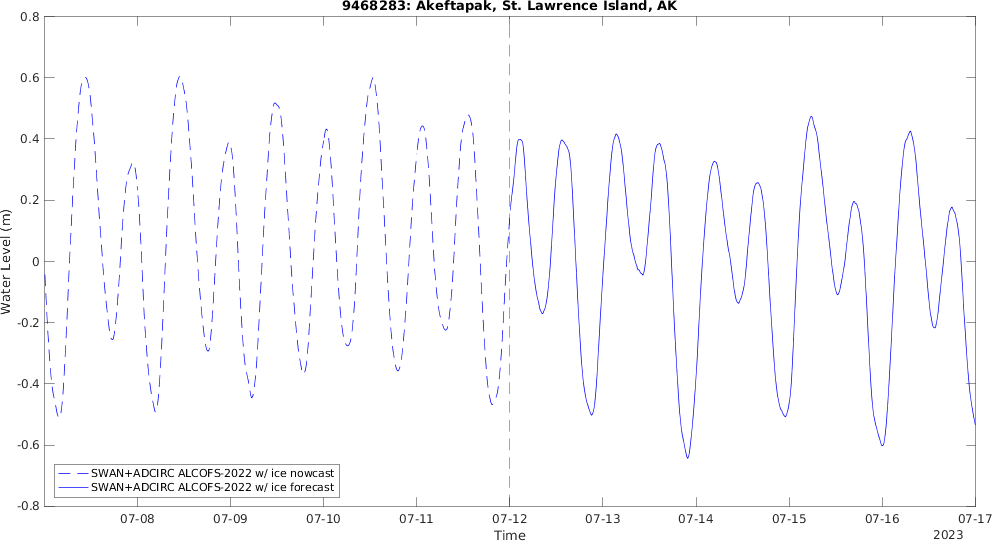 9468283: Akeftapak, St. Lawrence Island, AK
0.8
0.6
0.4
0.2
0
-0.2
-0.4
-0.6
-0.8
Water Level (m)
SWAN+ADCIRC ALCOFS-2022 w/ ice nowcast
SWAN+ADCIRC ALCOFS-2022 w/ ice forecast
07-08 07-09 07-10 07-11 07-12 07-13 07-14 07-15 07-16 07-17
Time
2023